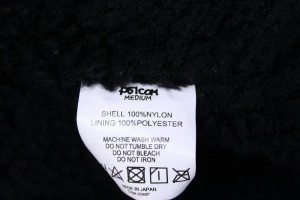 POTCOM
MEDIUM
SHELL 100%NYLON
LINING 100%POLYESTER
MACHINE WASH WARM
DO NOT TUMBLE DRY
DO NOT BLEACH
DO NOT IRON
MADE IN JAPAN